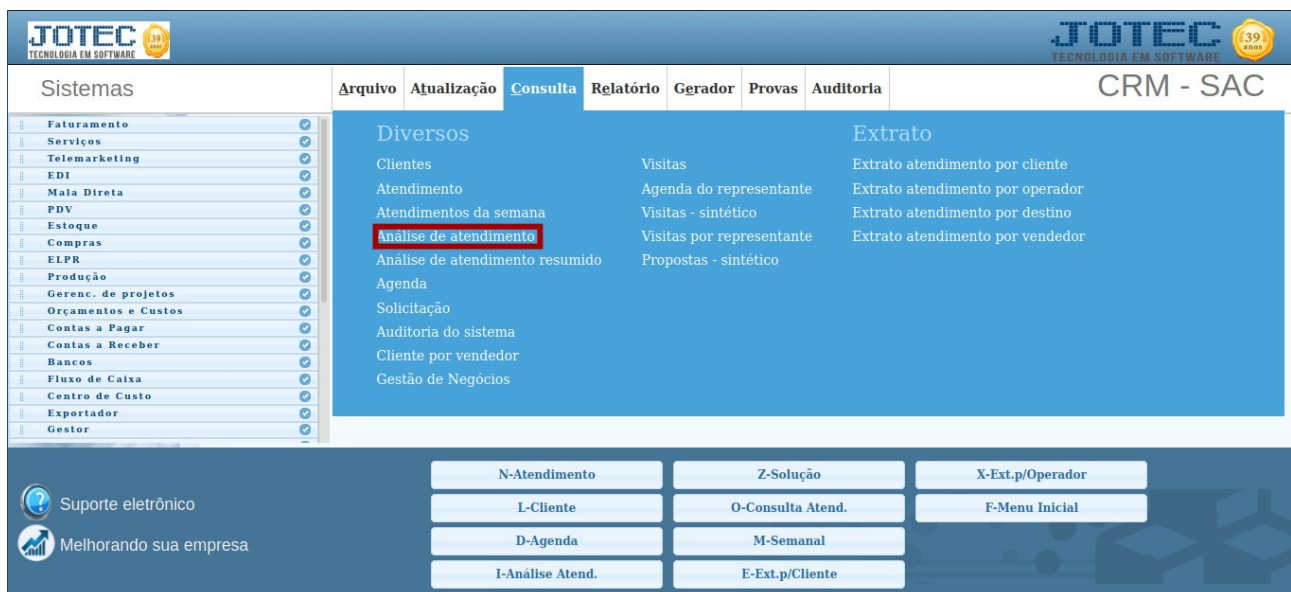 JOTEC 39 anos
TECNOLOGIA EM SOFTWARE
JOTEC 39 anos
TECNOLOGIA EM SOFTWARE
Sistemas
Arquivo Atualização Consulta Relatório Gerador Provas Auditoria
CRM - SAC
Faturamento
Serviços
Telemarketing
EDI
Mala Direta
PDV
Estoque
Compras
ELPR
Produção
Gerenc. de projetos
Orçamentos e Custos
Contas a Pagar
Contas a Receber
Bancos
Fluxo de Caixa
Centro de Custo
Exportador
Gestor
Diversos
Clientes
Atendimento
Atendimentos da semana
Análise de atendimento
Análise de atendimento resumido
Agenda
Solicitação
Auditoria do sistema
Cliente por vendedor
Gestão de Negócios
Visitas
Agenda do representante
Visitas - sintético
Visitas por representante
Propostas - sintético
Extrato
Extrato atendimento por cliente
Extrato atendimento por operador
Extrato atendimento por destino
Extrato atendimento por vendedor
Suporte eletrônico
Melhorando sua empresa
N-Atendimento
Z-Solução
X-Ext.p/Operador
L-Cliente
O-Consulta Atend.
F-Menu Inicial
D-Agenda
M-Semanal
I-Análise Atend.
E-Ext.p/Cliente